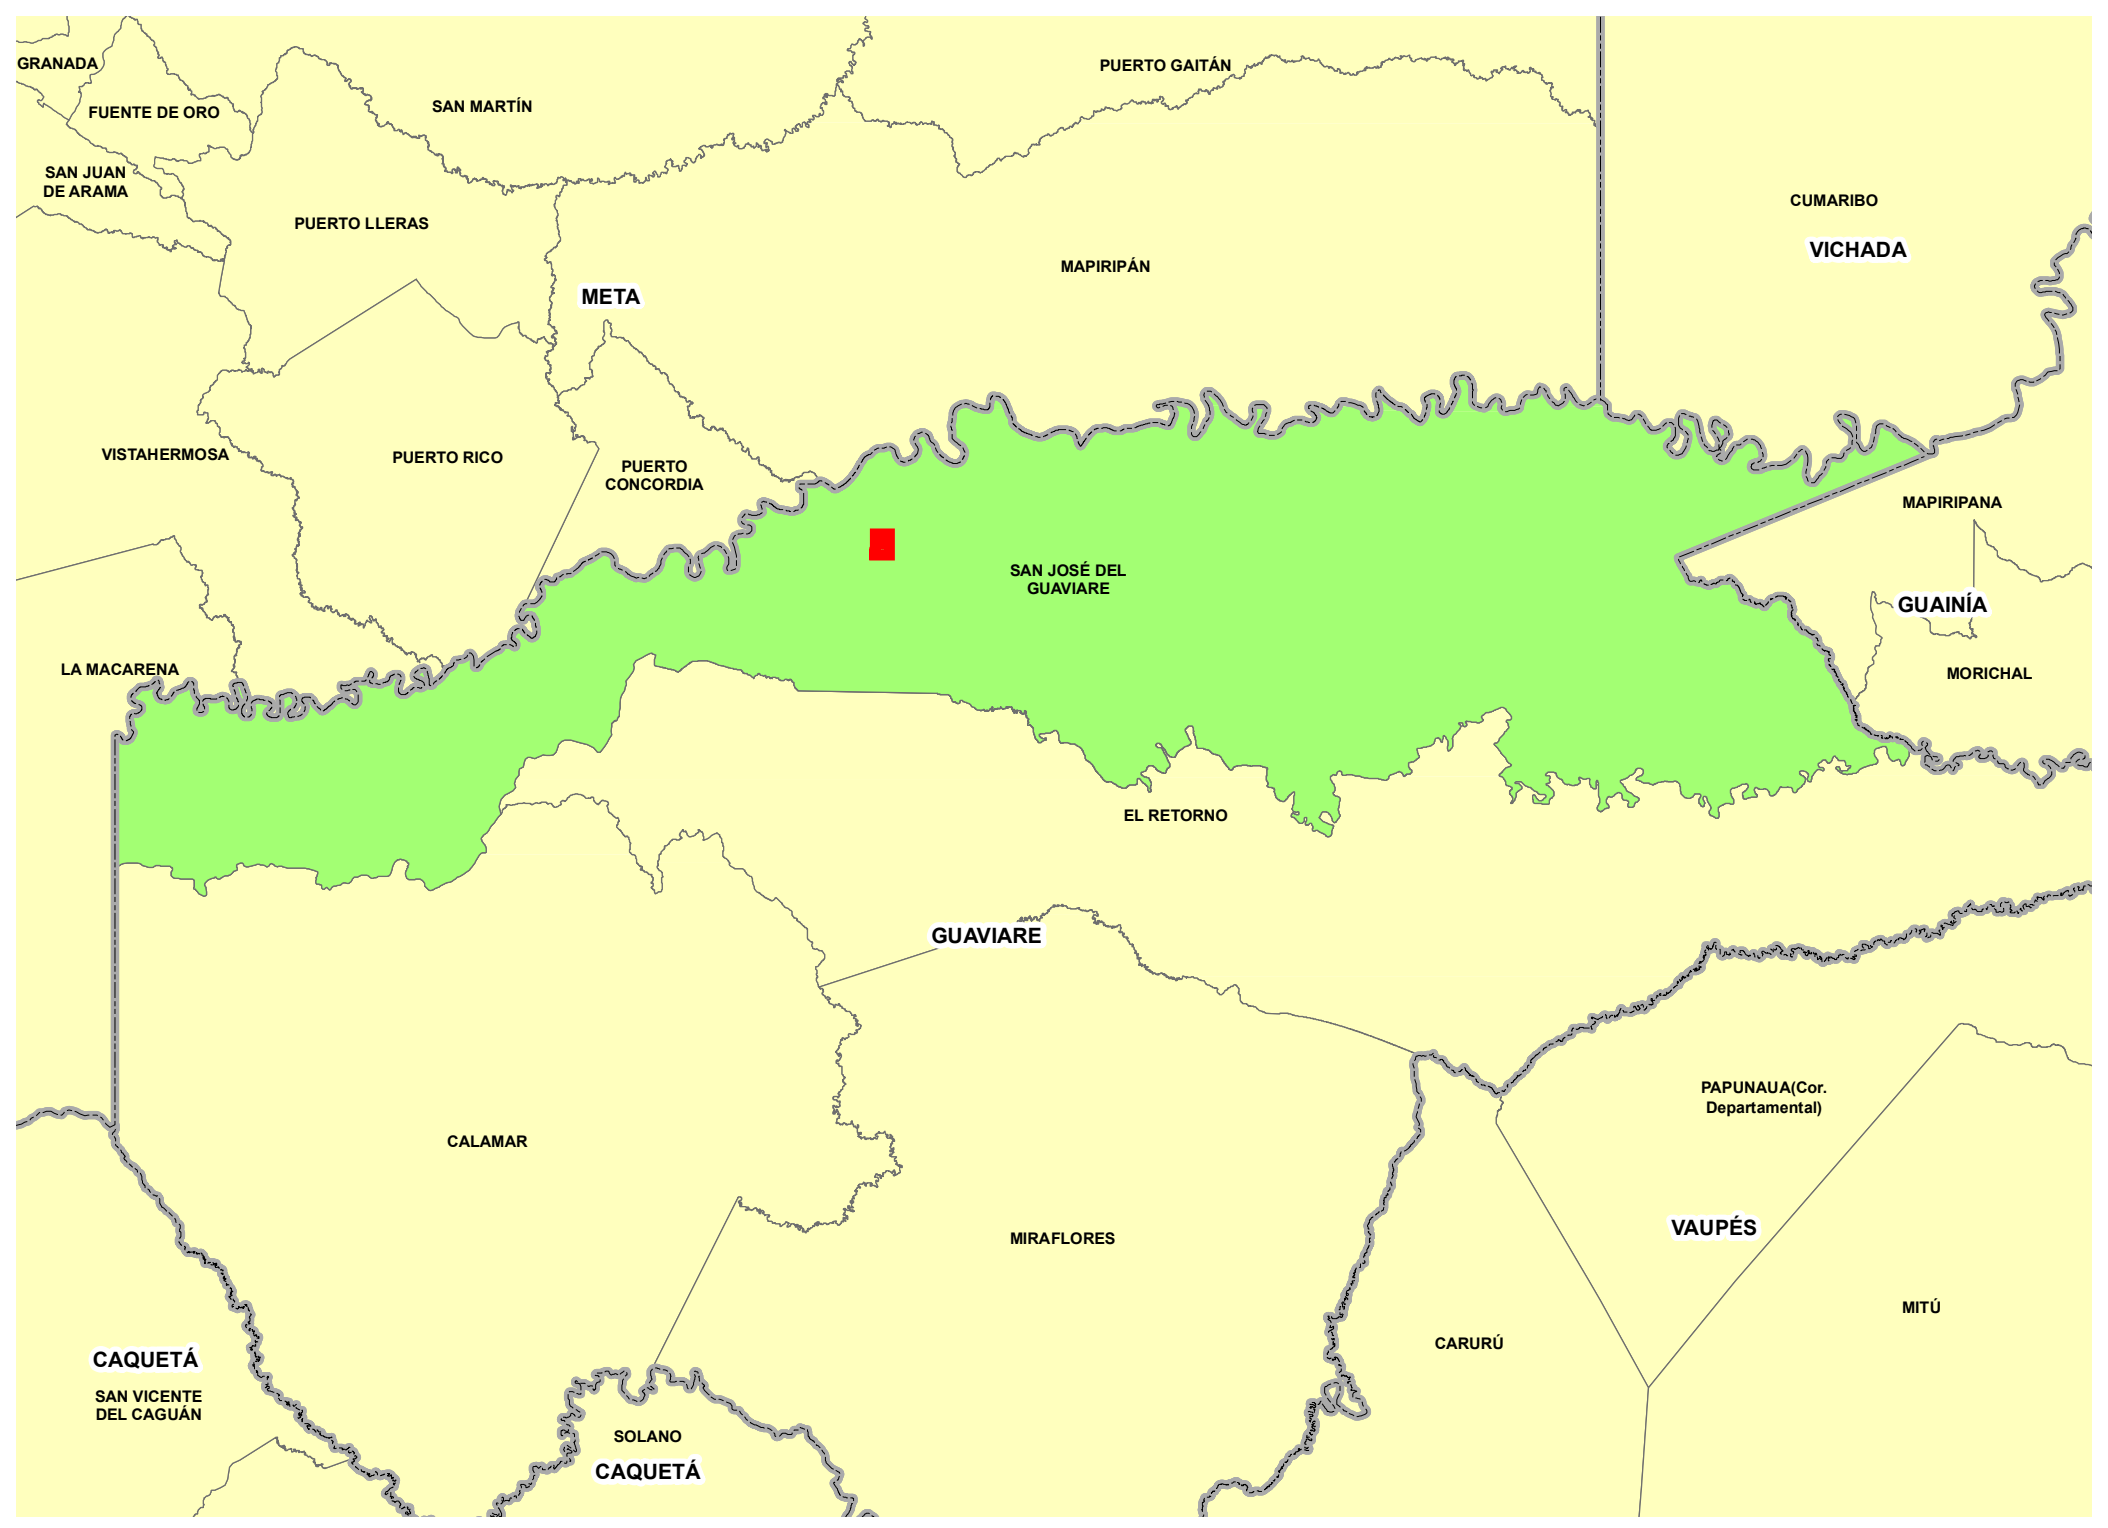 GRANADA
PUERTO GAITÁN
FUENTE DE ORO
SAN MARTÍN
SAN JUAN
DE ARAMA
CUMARIBO
PUERTO LLERAS
VICHADA
MAPIRIPÁN
META
VISTAHERMOSA
PUERTO RICO
PUERTO
CONCORDIA
MAPIRIPANA
SAN JOSÉ DEL
GUAVIARE
GUAINÍA
LA MACARENA
MORICHAL
EL RETORNO
GUAVIARE
PAPUNAUA(Cor.
Departamental)
CALAMAR
VAUPÉS
MIRAFLORES
MITÚ
CARURÚ
CAQUETÁ
SAN VICENTE
DEL CAGUÁN
SOLANO
CAQUETÁ